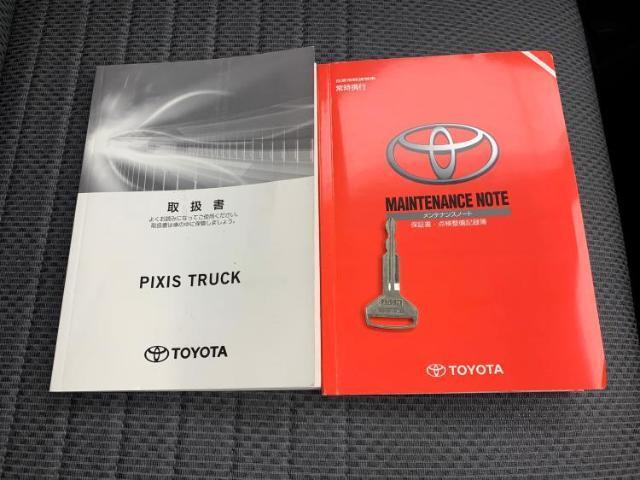 取扱書
よくお読みになってご使用ください。
取扱書は車の中に保管しましょう。
PIXIS TRUCK
TOYOTA
常時携行
MAINTENANCE NOTE
メンテナンスノート
保証書・点検整備記録簿
TOYOTA